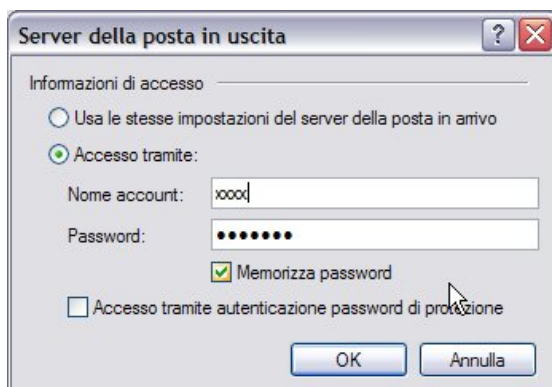 Server della posta in uscita
Informazioni di accesso
Usa le stesse impostazioni del server della posta in arrivo
Accesso tramite:
Nome account: xxxx
Password: •••••••
Memorizza password
Accesso tramite autenticazione password di protezione
OK Annulla